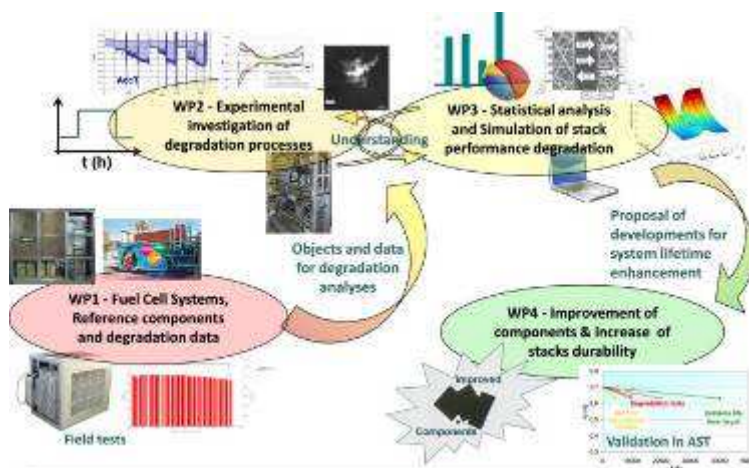 AccT
WP2 - Experimental
investigation of
degradation processes
t (h)
Understanding
WP3 - Statistical analysis
and Simulation of stack
performance degradation
Objects and data
for degradation
analyses
Proposal of
developments for
system lifetime
enhancement
WP1 - Fuel Cell Systems,
Reference components
and degradation data
Field tests
WP4 - Improvement of
components & Increase of
stacks durability
Improved
Components
Validation in AST